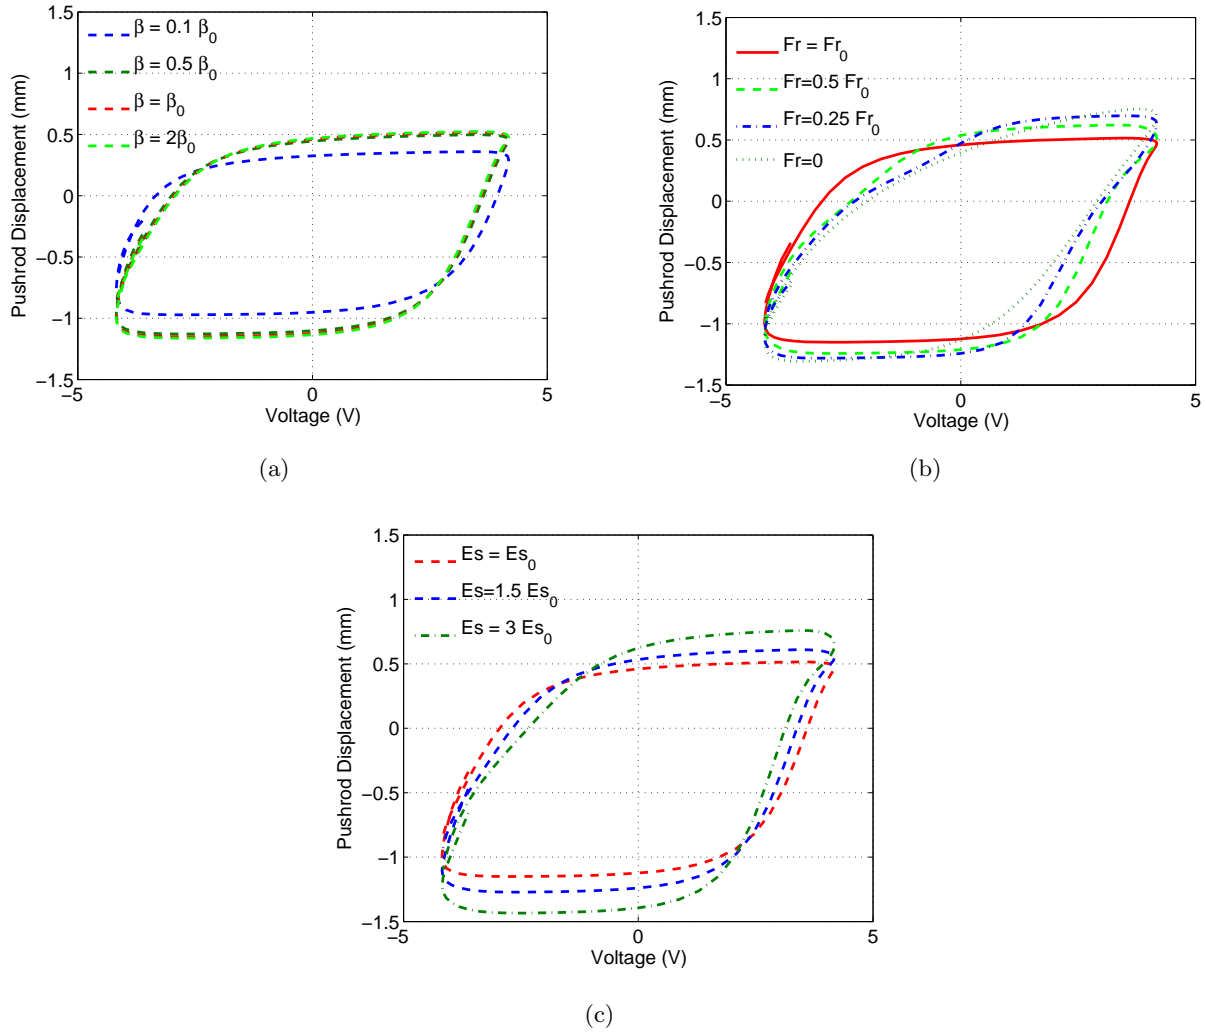 1.5
1
0.5
0
−0.5
−1
−1.5
−5
0
5
Pushrod Displacement (mm)
Voltage (V)
β = 0.1 β0
β = 0.5 β0
β = β0
β = 2β0
(a)
1.5
1
0.5
0
−0.5
−1
−1.5
−5
0
5
Pushrod Displacement (mm)
Voltage (V)
Fr = Fr0
Fr=0.5 Fr0
Fr=0.25 Fr0
Fr=0
(b)
1.5
1
0.5
0
−0.5
−1
−1.5
−5
0
5
Pushrod Displacement (mm)
Voltage (V)
Es = Es0
Es=1.5 Es0
Es = 3 Es0
(c)